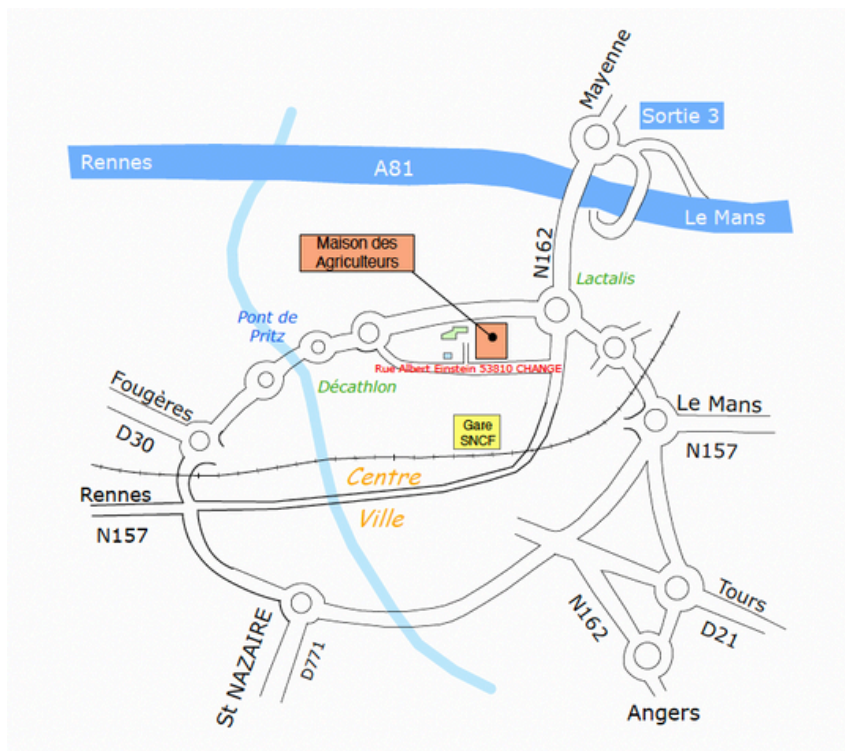 Mayenne
Sortie 3
Rennes
A81
Le Mans
N162
Maison des
Agriculteurs
Lactalis
Pont de
Pritz
Rue Albert Einstein 53810 CHANGE
Décathlon
Fougères
D30
Le Mans
N157
Gare
SNCF
Centre
Ville
Rennes
N157
Tours
D21
N162
St NAZAIRE
D771
Angers